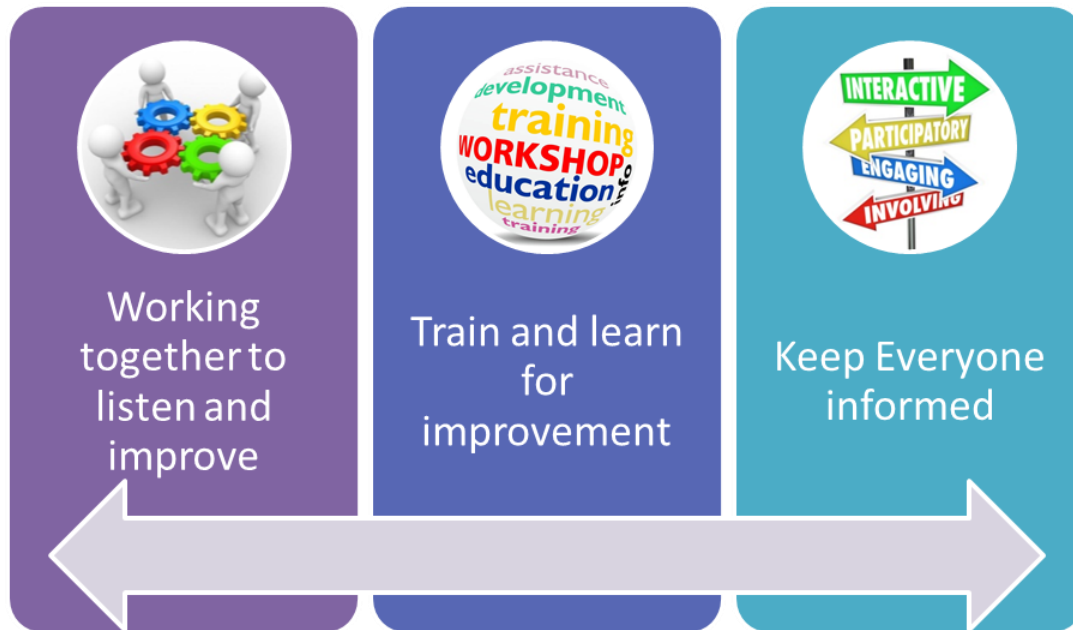 Working
together to
listen and
improve
assistance
development
training
WORKSHOP
education
info
learning
training
Train and learn
for
improvement
INTERACTIVE
PARTICIPATORY
ENGAGING
INVOLVING
Keep Everyone
informed